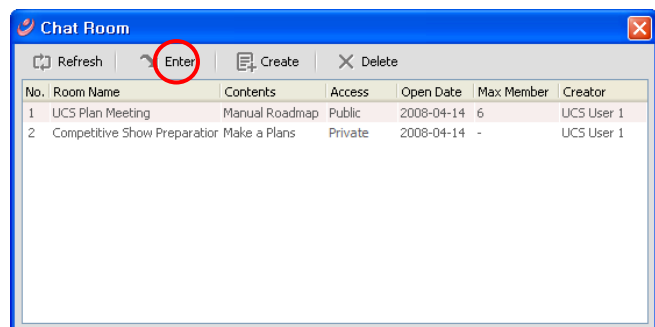 Chat Room
Refresh Enter Create Delete
No. Room Name Contents Access Open Date Max Member Creator
1 UCS Plan Meeting Manual Roadmap Public 2008-04-14 6 UCS User 1
2 Competitive Show Preparation Make a Plans Private 2008-04-14 - UCS User 1